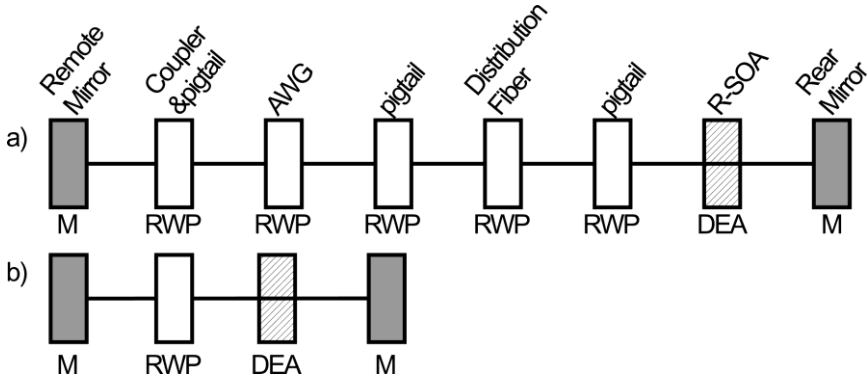 Remote
Mirror
Coupler
&pigtail
AWG
pigtail
Distribution
Fiber
pigtail
R-SOA
Rear
Mirror
a)
M RWP RWP RWP RWP RWP DEA M
b)
M RWP DEA M